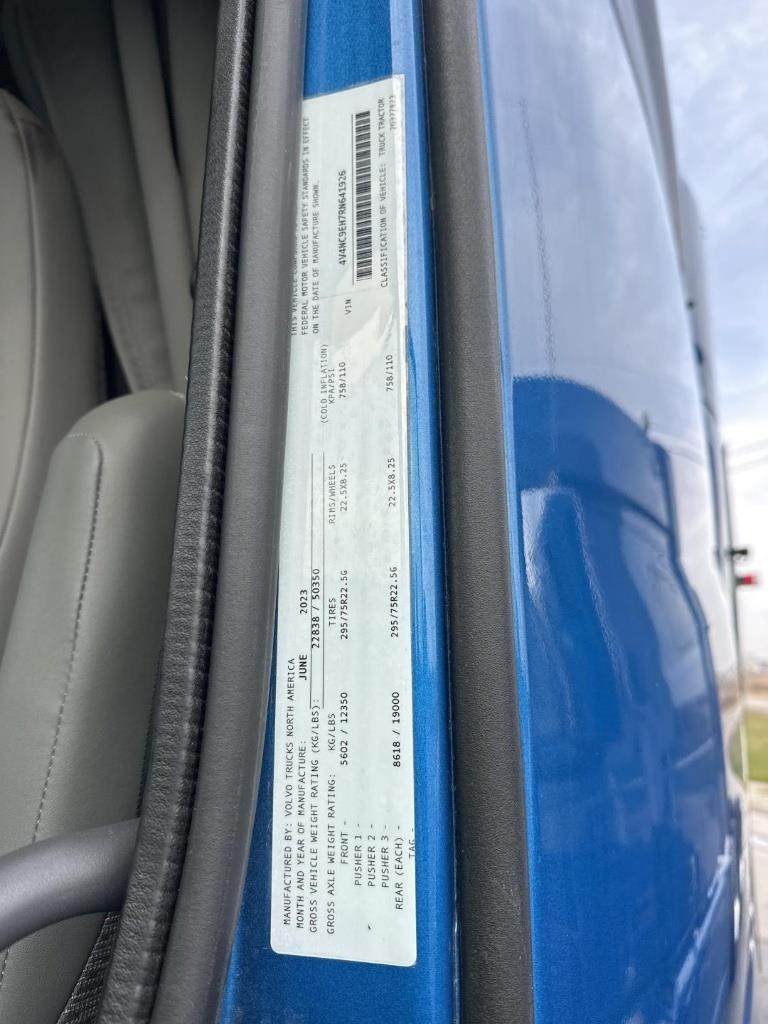 MANUFACTURED BY: VOLVO TRUCKS NORTH AMERICA
MONTH AND YEAR OF MANUFACTURE: JUNE 2023
GROSS VEHICLE WEIGHT RATING (KG/LBS): 22838 / 50350
GROSS AXLE WEIGHT RATING: KG/LBS TIRES RIMS/WHEELS (COLD INFLATION) KPA/PSI
FRONT - 5602 / 12350 295/75R22.5G 22.5X8.25 758/110
PUSHER 1 -
PUSHER 2 -
PUSHER 3 -
REAR (EACH) - 8618 / 19000 295/75R22.5G 22.5X8.25 758/110
TAG -
THIS VEHICLE
FEDERAL MOTOR VEHICLE SAFETY STANDARDS IN EFFECT
ON THE DATE OF MANUFACTURE SHOWN.
VIN 4V4NC9EH7RN641926
CLASSIFICATION OF VEHICLE: TRUCK TRACTOR